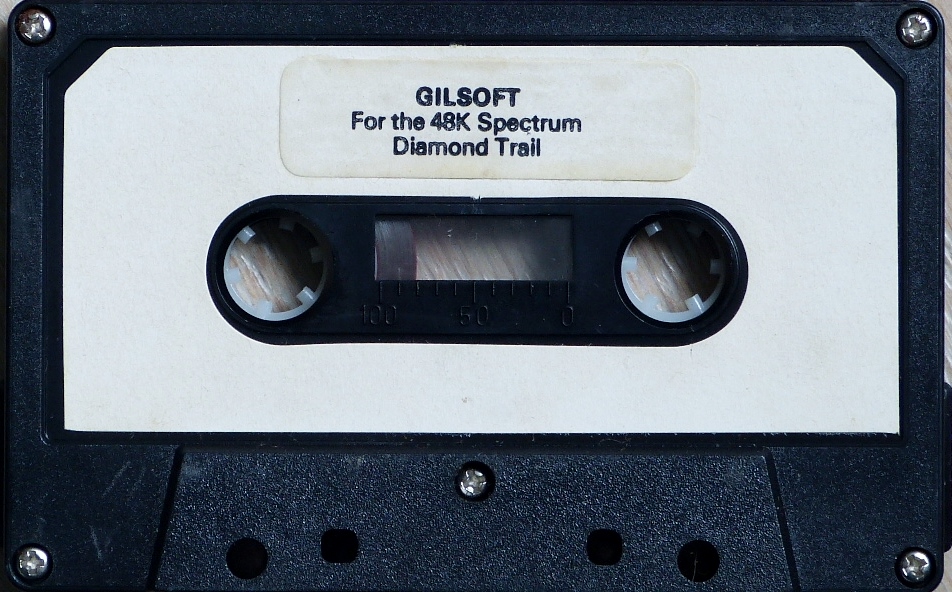 GILSOFT
For the 48K Spectrum
Diamond Trail
100 50 0